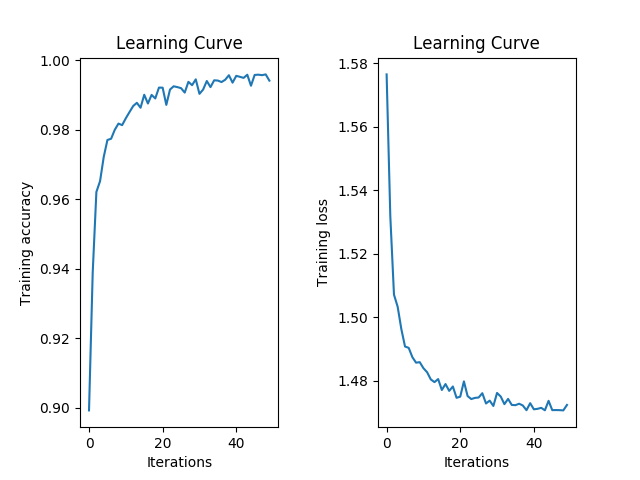 Learning Curve
Training accuracy
1.00
0.98
0.96
0.94
0.92
0.90
0 20 40
Iterations
Learning Curve
Training loss
1.58
1.56
1.54
1.52
1.50
1.48
0 20 40
Iterations